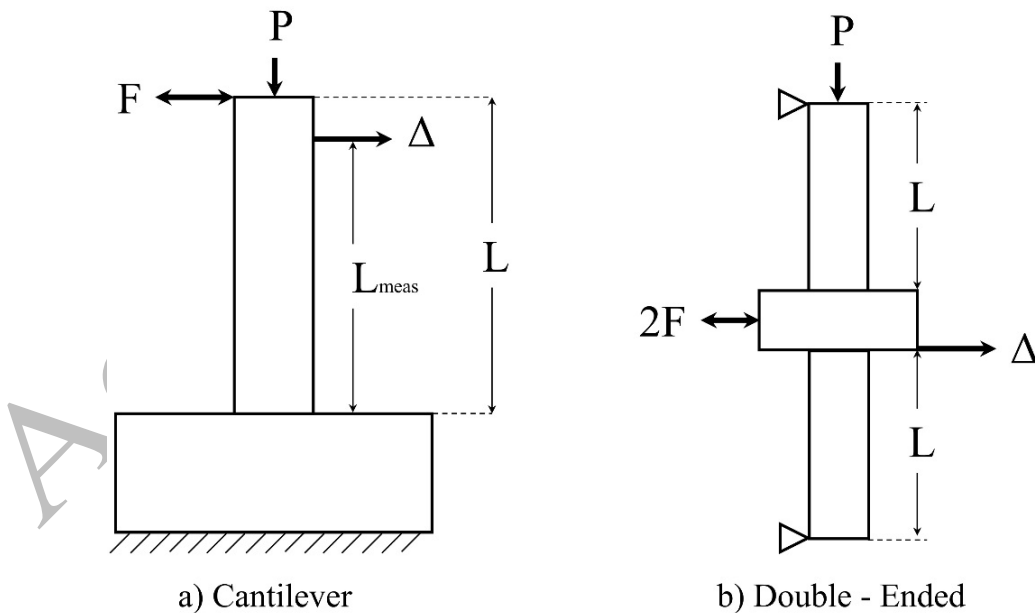 P
F
Δ
L
Lmeas
a) Cantilever
P
L
2F
Δ
L
b) Double - Ended